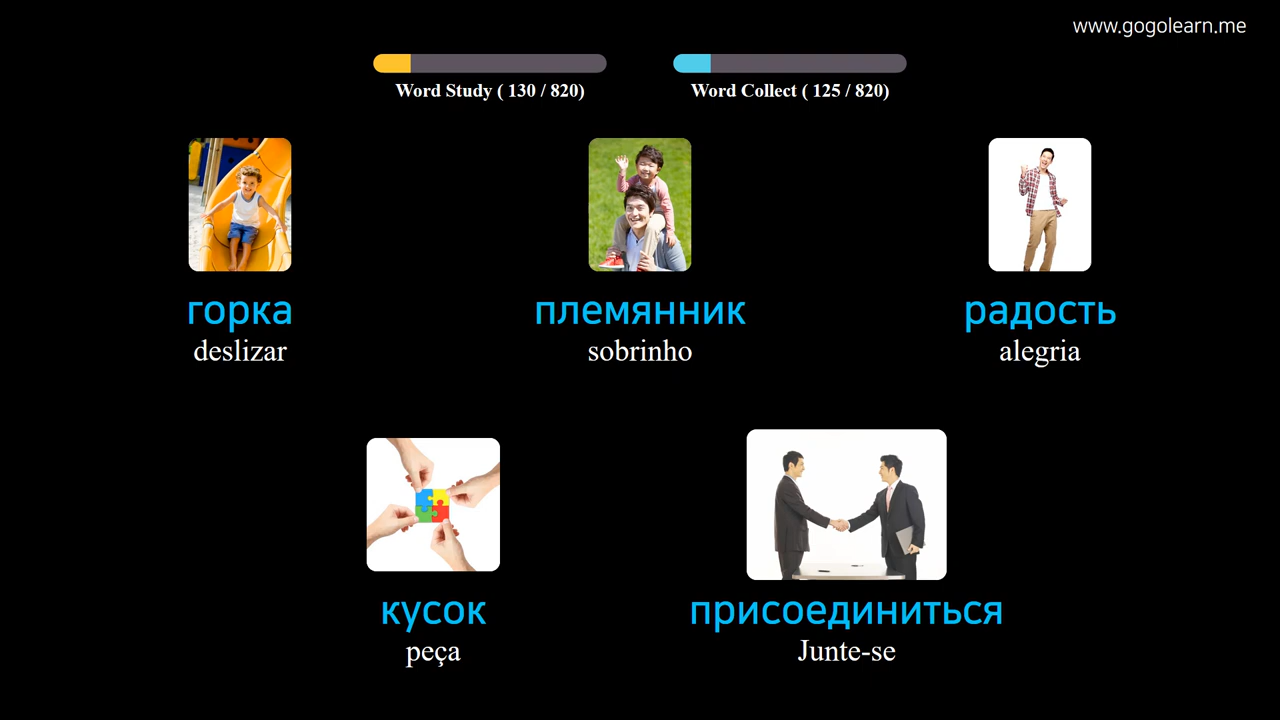 www.gogolearn.me
Word Study ( 130 / 820)
Word Collect ( 125 / 820)
горка
deslizar
племянник
sobrinho
радость
alegria
кусок
peça
присоединиться
Junte-se